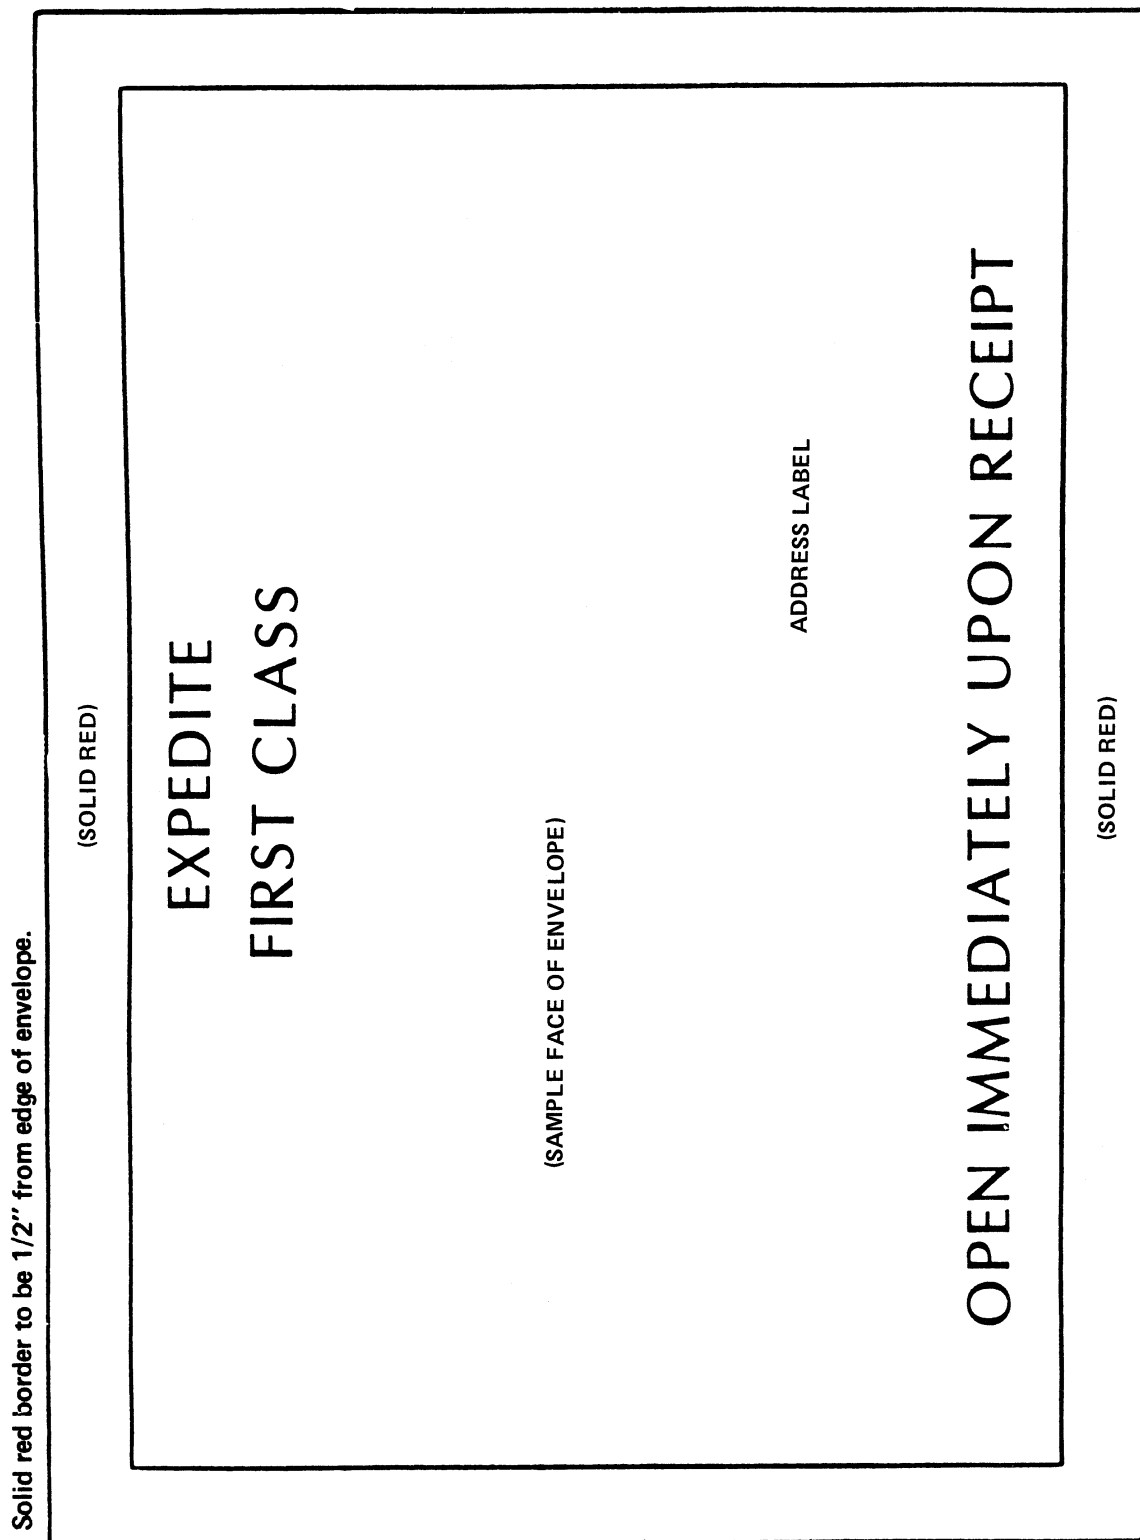 Solid red border to be 1/2″ from edge of envelope.
(SOLID RED)
EXPEDITE
FIRST CLASS
(SAMPLE FACE OF ENVELOPE)
ADDRESS LABEL
OPEN IMMEDIATELY UPON RECEIPT
(SOLID RED)